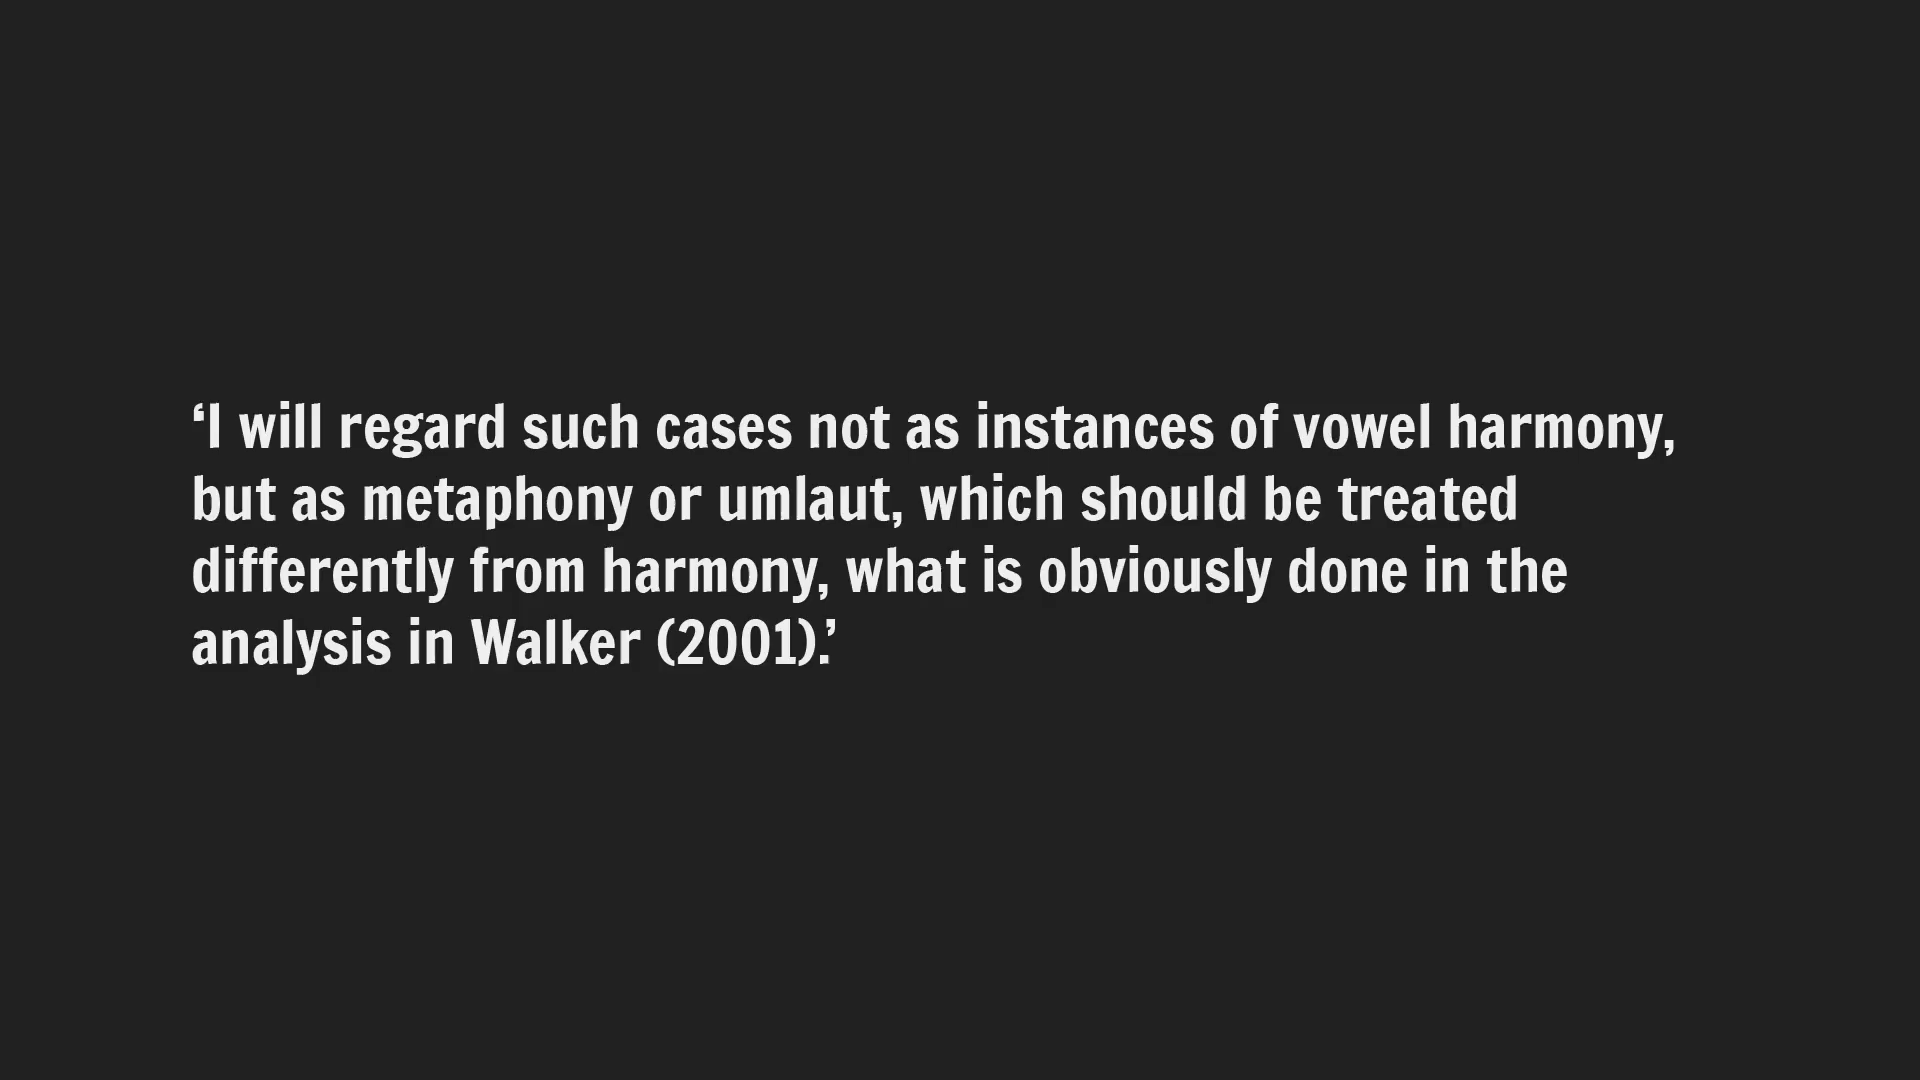 ‘I will regard such cases not as instances of vowel harmony,
but as metaphony or umlaut, which should be treated
differently from harmony, what is obviously done in the
analysis in Walker (2001).’